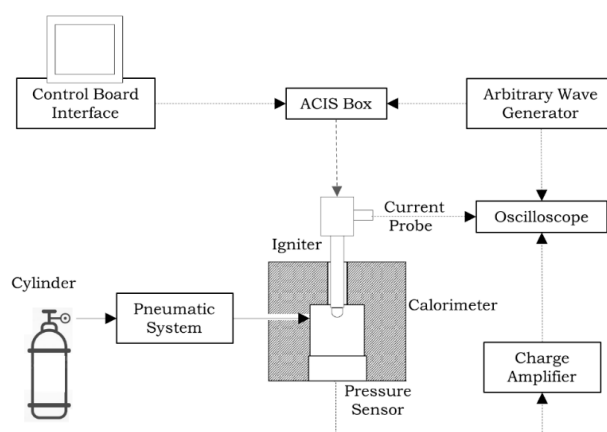 Control Board
Interface
ACIS Box
Arbitrary Wave
Generator
Current
Probe
Oscilloscope
Igniter
Cylinder
Pneumatic
System
Calorimeter
Charge
Amplifier
Pressure
Sensor